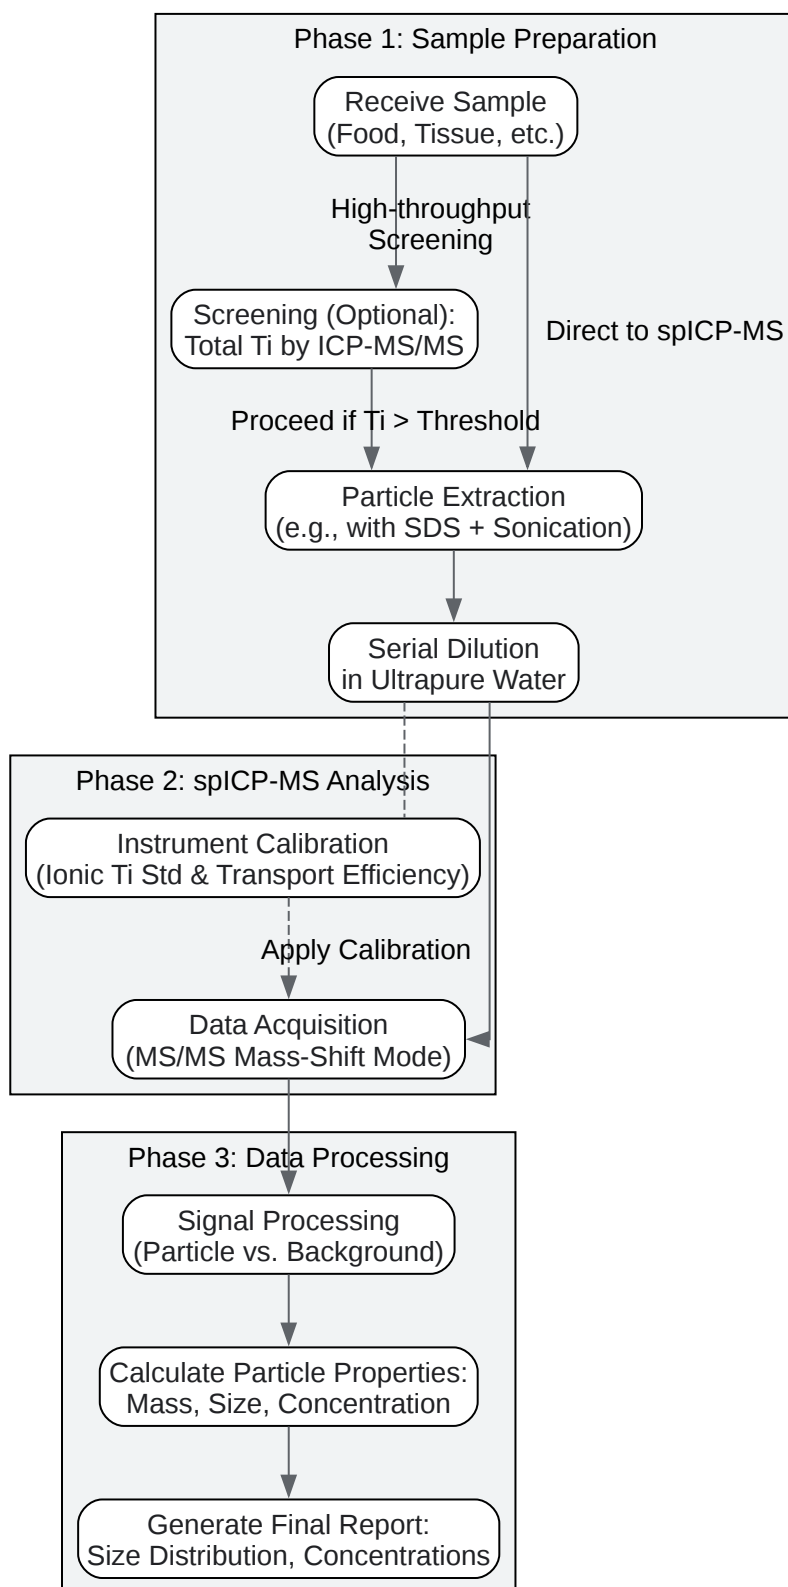 Phase 1: Sample Preparation
Receive Sample
(Food, Tissue, etc.)
High-throughput
Screening
Screening (Optional):
Total Ti by ICP-MS/MS
Direct to spICP-MS
Proceed if Ti > Threshold
Particle Extraction
(e.g., with SDS + Sonication)
Serial Dilution
in Ultrapure Water
Phase 2: spICP-MS Analysis
Instrument Calibration
(Ionic Ti Std & Transport Efficiency)
Apply Calibration
Data Acquisition
(MS/MS Mass-Shift Mode)
Phase 3: Data Processing
Signal Processing
(Particle vs. Background)
Calculate Particle Properties:
Mass, Size, Concentration
Generate Final Report:
Size Distribution, Concentrations